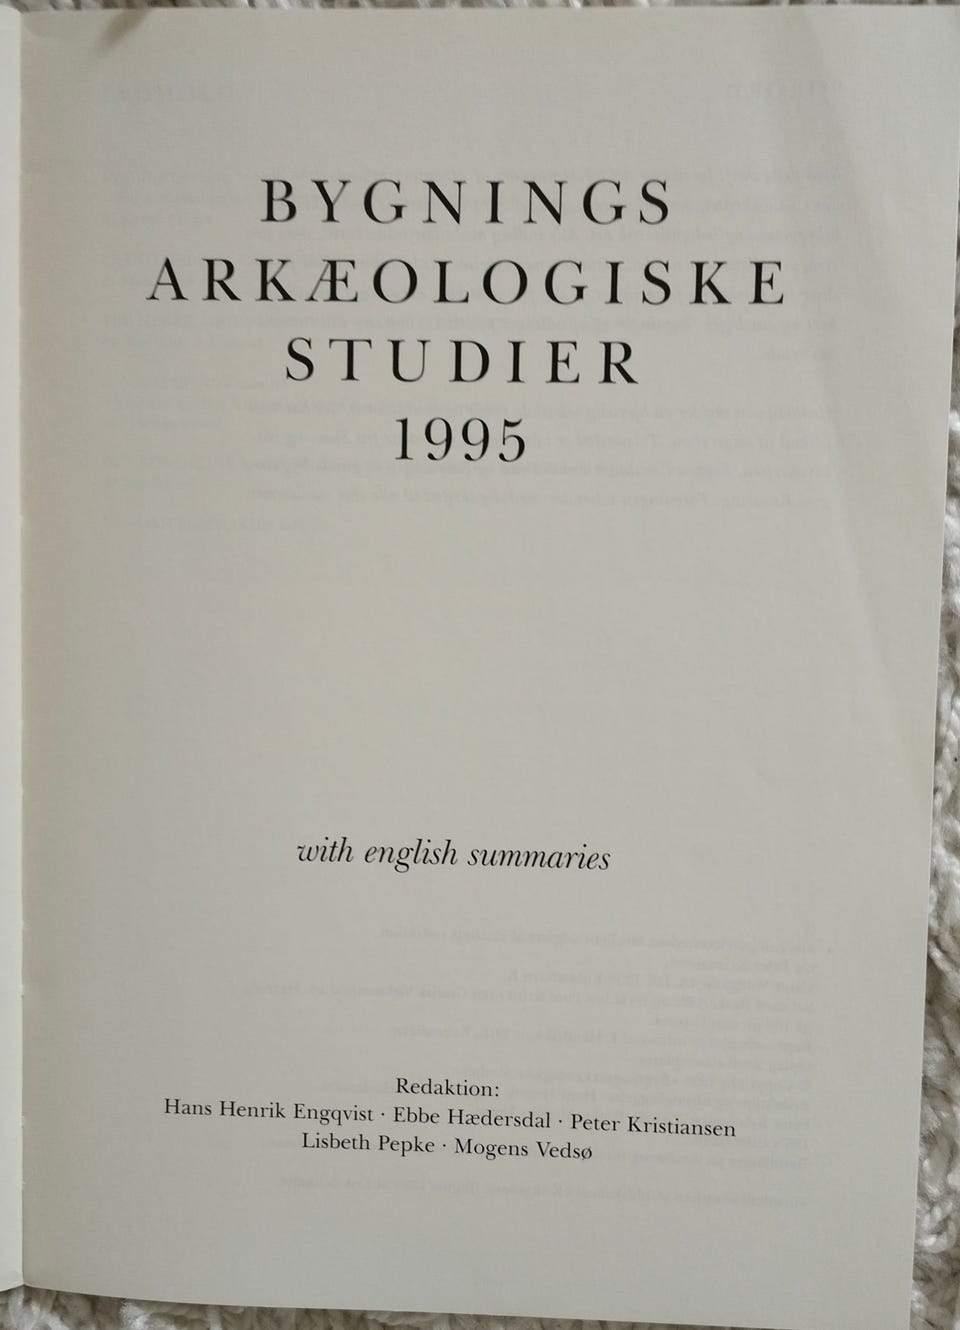 BYGNINGS
ARKÆOLOGISKE
STUDIER
1995
with english summaries
Redaktion:
Hans Henrik Engqvist · Ebbe Hædersdal · Peter Kristiansen
Lisbeth Pepke · Mogens Vedsø